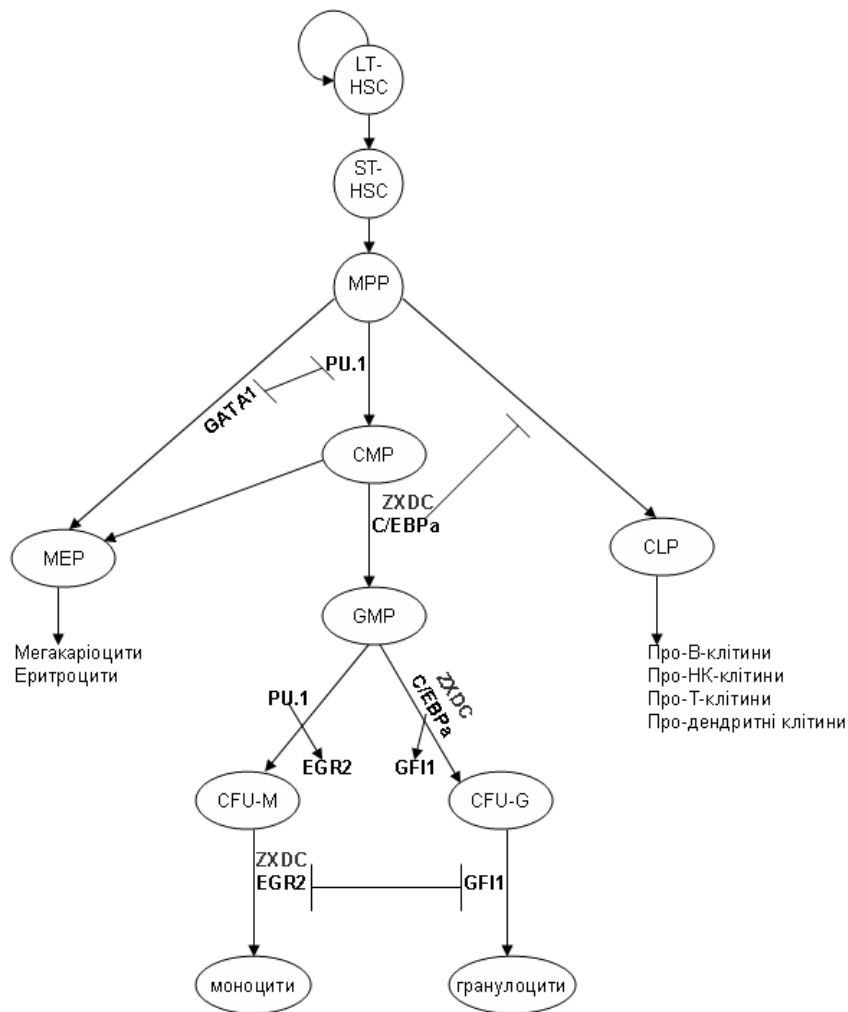 LT-
HSC
ST-
HSC
MPP
PU.1
GATA1
CMP
ZXDC
C/EBPa
MEP
CLP
GMP
Мегакаріоцити
Еритроцити
Про-В-клітини
Про-НК-клітини
Про-Т-клітини
Про-дендритні клітини
PU.1
ZXDC
C/EBPa
EGR2
GFI1
CFU-M
CFU-G
ZXDC
EGR2
GFI1
моноцити
гранулоцити